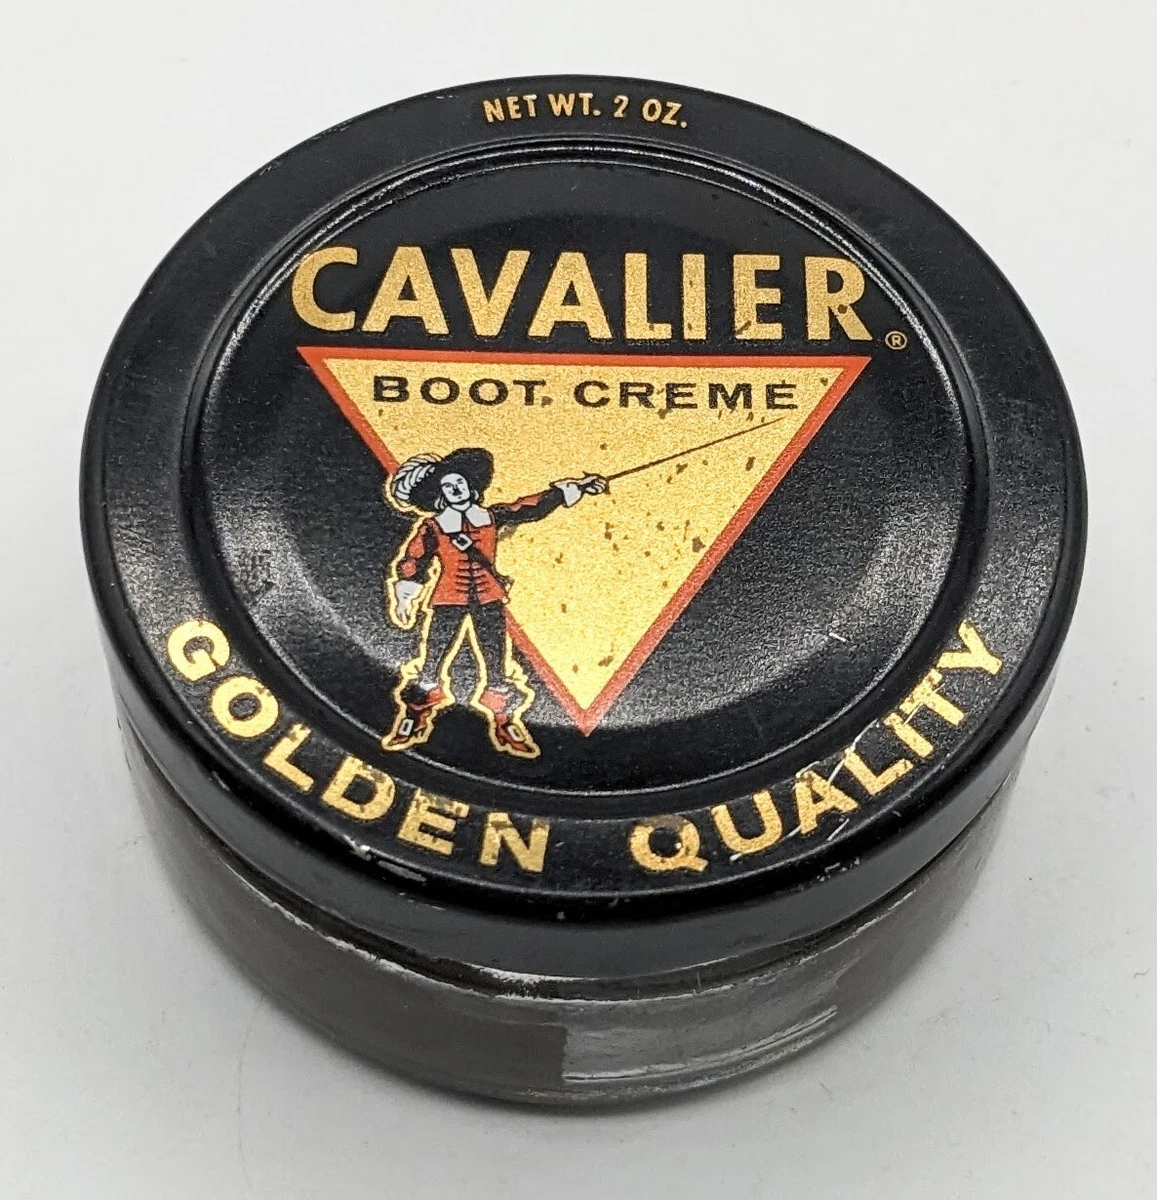 NET WT. 2 OZ.
CAVALIER®
BOOT CREME
GOLDEN QUALITY